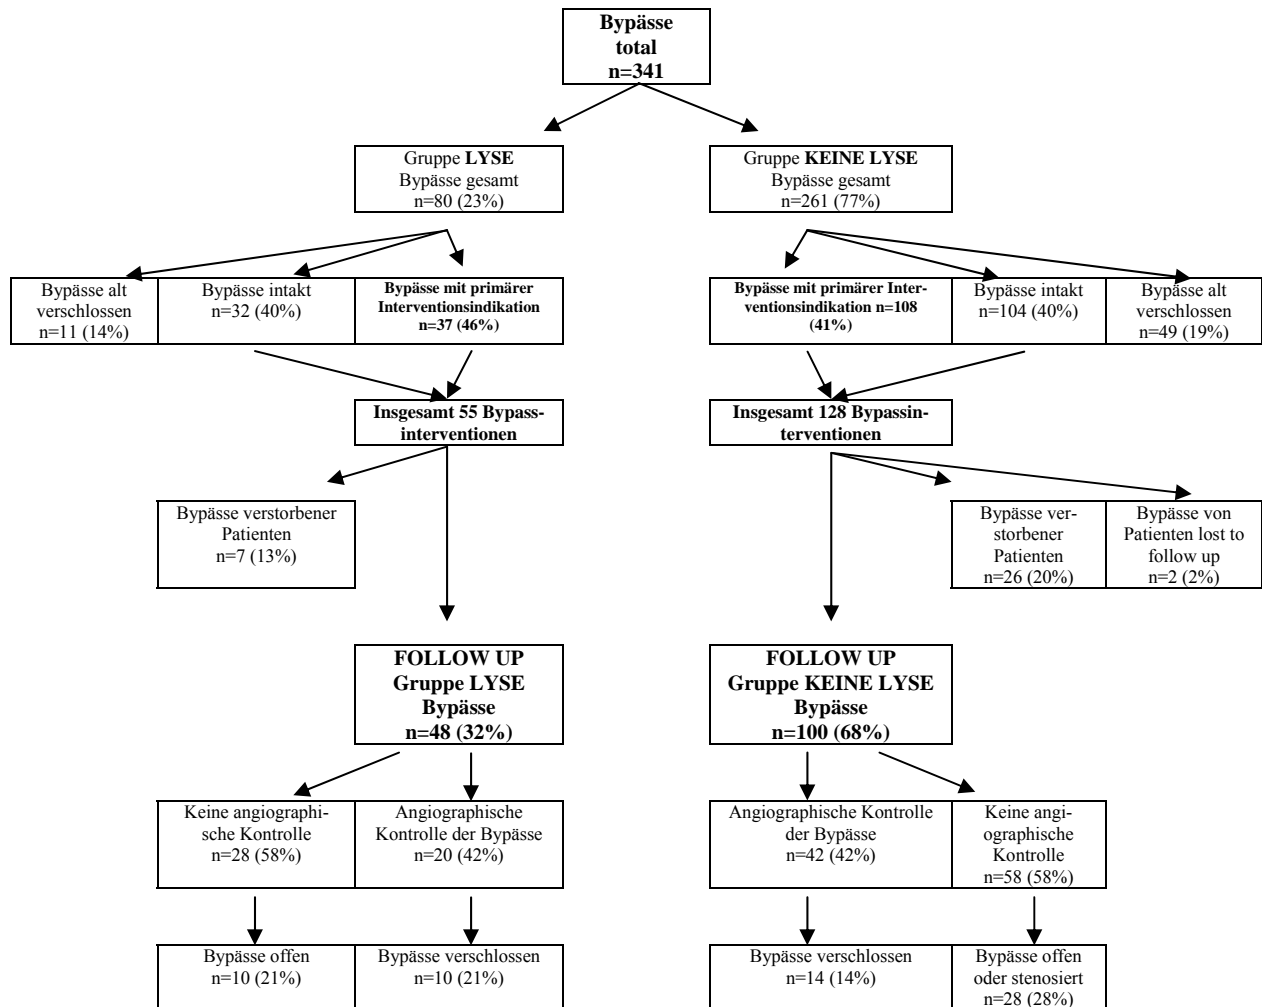 Bypässe
total
n=341
Gruppe LYSE
Bypässe gesamt
n=80 (23%)
Gruppe KEINE LYSE
Bypässe gesamt
n=261 (77%)
Bypässe alt
verschlossen
n=11 (14%)
Bypässe intakt
n=32 (40%)
Bypässe mit primärer
Interventionsindikation
n=37 (46%)
Bypässe mit primärer Inter-
ventionsindikation n=108
(41%)
Bypässe intakt
n=104 (40%)
Bypässe alt
verschlossen
n=49 (19%)
Insgesamt 55 Bypass-
interventionen
Insgesamt 128 Bypassin-
terventionen
Bypässe verstorbener
Patienten
n=7 (13%)
Bypässe ver-
storbener
Patienten
n=26 (20%)
Bypässe von
Patienten lost to
follow up
n=2 (2%)
FOLLOW UP
Gruppe LYSE
Bypässe
n=48 (32%)
FOLLOW UP
Gruppe KEINE LYSE
Bypässe
n=100 (68%)
Keine angiographi-
sche Kontrolle
n=28 (58%)
Angiographische
Kontrolle der Bypässe
n=20 (42%)
Angiographische Kontrolle
der Bypässe
n=42 (42%)
Keine angi-
ographische
Kontrolle
n=58 (58%)
Bypässe offen
n=10 (21%)
Bypässe verschlossen
n=10 (21%)
Bypässe verschlossen
n=14 (14%)
Bypässe offen
oder stenosiert
n=28 (28%)